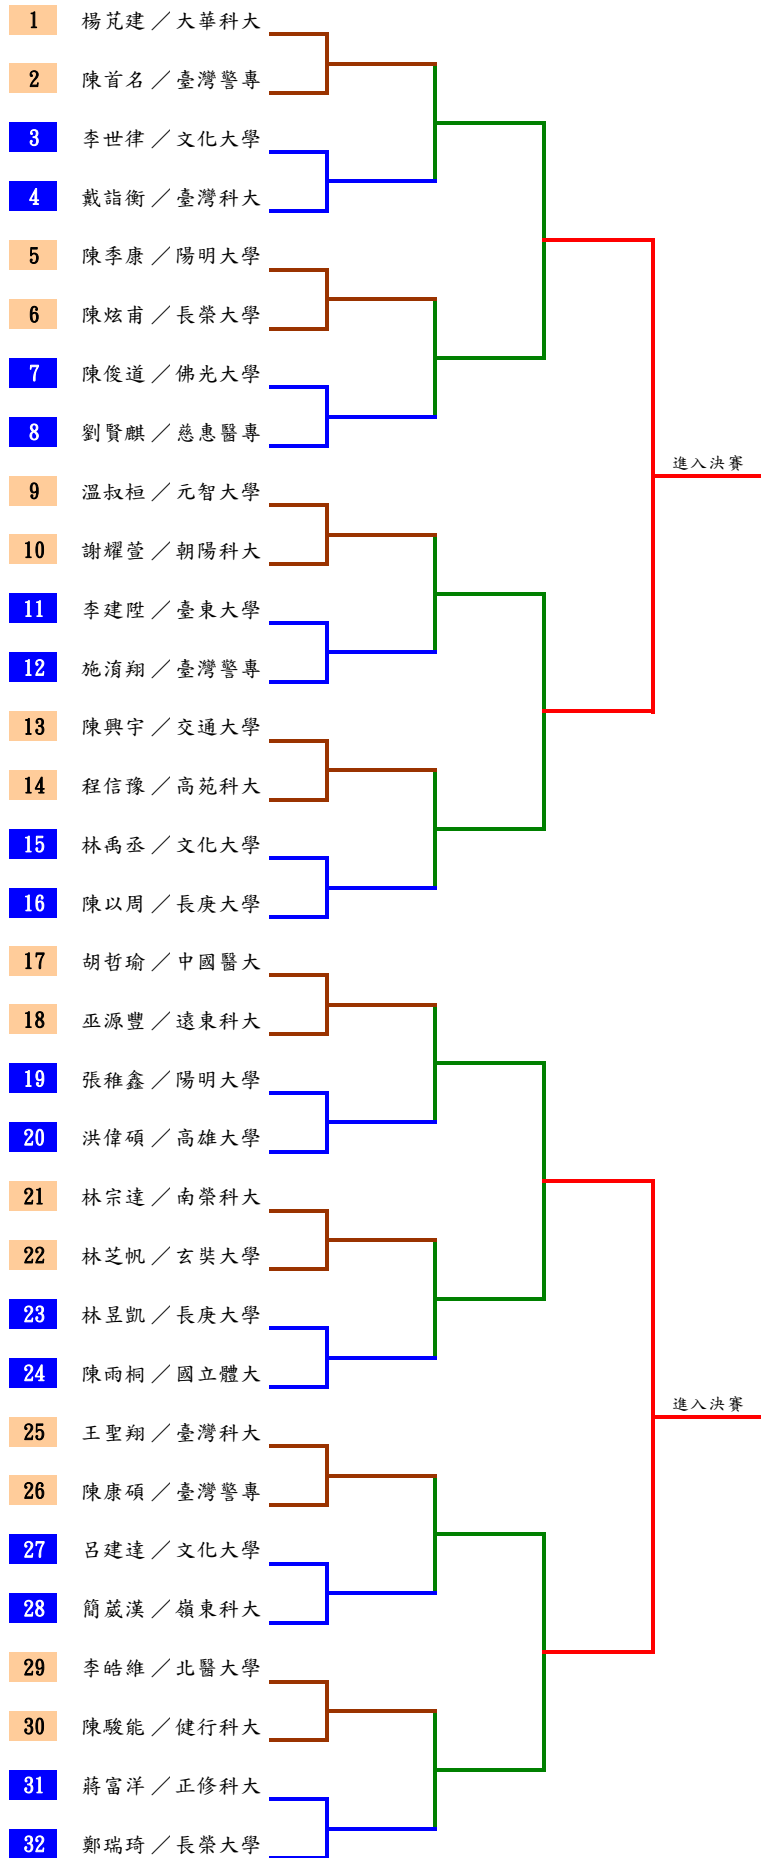 1 楊芃建／大華科大
2 陳首名／臺灣警專
3 李世律／文化大學
4 戴詣衡／臺灣科大
5 陳季康／陽明大學
6 陳炫甫／長榮大學
7 陳俊道／佛光大學
8 劉賢麒／慈惠醫專
進入決賽
9 溫叔桓／元智大學
10 謝耀萱／朝陽科大
11 李建陞／臺東大學
12 施淯翔／臺灣警專
13 陳興宇／交通大學
14 程信豫／高苑科大
15 林禹丞／文化大學
16 陳以周／長庚大學
17 胡哲瑜／中國醫大
18 巫源豐／遠東科大
19 張稚鑫／陽明大學
20 洪偉碩／高雄大學
21 林宗達／南榮科大
22 林芝帆／玄奘大學
23 林昱凱／長庚大學
24 陳雨桐／國立體大
進入決賽
25 王聖翔／臺灣科大
26 陳康碩／臺灣警專
27 呂建達／文化大學
28 簡葳漢／嶺東科大
29 李皓維／北醫大學
30 陳駿能／健行科大
31 蔣富洋／正修科大
32 鄭瑞琦／長榮大學